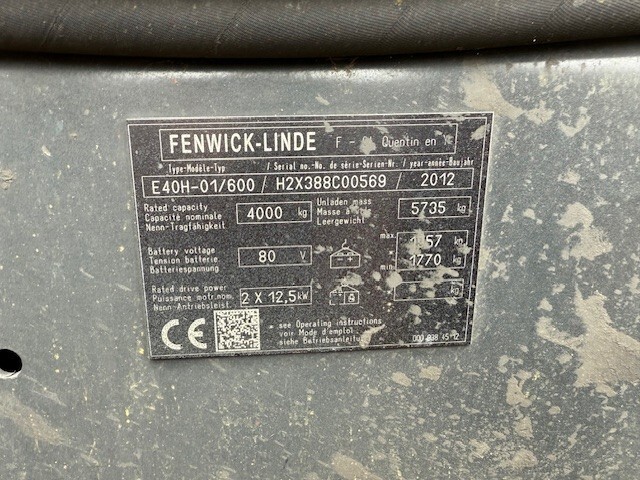 FENWICK-LINDE F - Quentin en
Type-Modèle-Typ / Serial no.-No. de série-Serien-Nr. / year-année-Baujahr
E40H-01/600 / H2X388C00569 / 2012
Rated capacity
Capacité nominale
Nenn-Tragfähigkeit
4000 kg
Unladen mass
Masse à
Leergewicht
5735 kg
Battery voltage
Tension batterie
Batteriespannung
80 V
max. kg
min. 1770 kg
Rated drive power
Puissance motr.nom.
Nenn-Antriebsleist.
2 X 12,5 kW
kg
CE
see Operating instructions
voir Mode d'emploi
siehe Betriebsanleitung